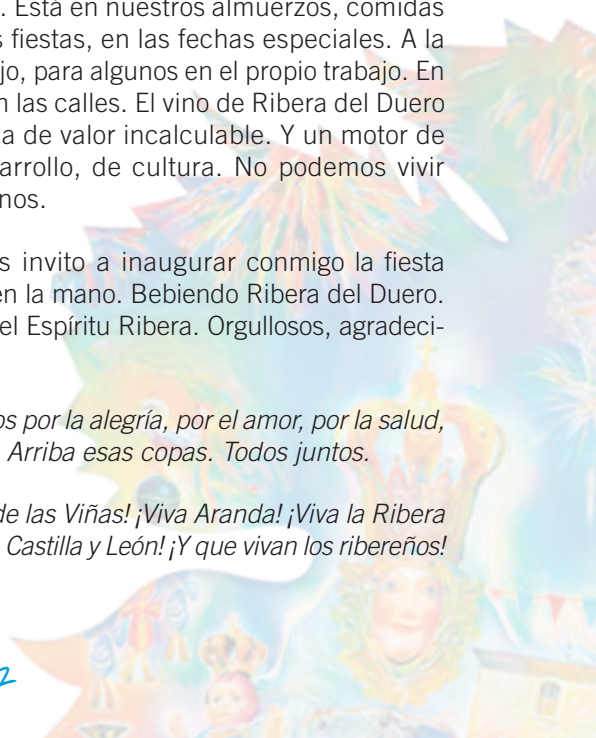 . Está en nuestros almuerzos, comidas
s fiestas, en las fechas especiales. A la
jo, para algunos en el propio trabajo. En
n las calles. El vino de Ribera del Duero
a de valor incalculable. Y un motor de
arrollo, de cultura. No podemos vivir
nos.
s invito a inaugurar conmigo la fiesta
en la mano. Bebiendo Ribera del Duero.
el Espíritu Ribera. Orgullosos, agradeci-
os por la alegría, por el amor, por la salud,
Arriba esas copas. Todos juntos.
de las Viñas! ¡Viva Aranda! ¡Viva la Ribera
Castilla y León! ¡Y que vivan los ribereños!
z